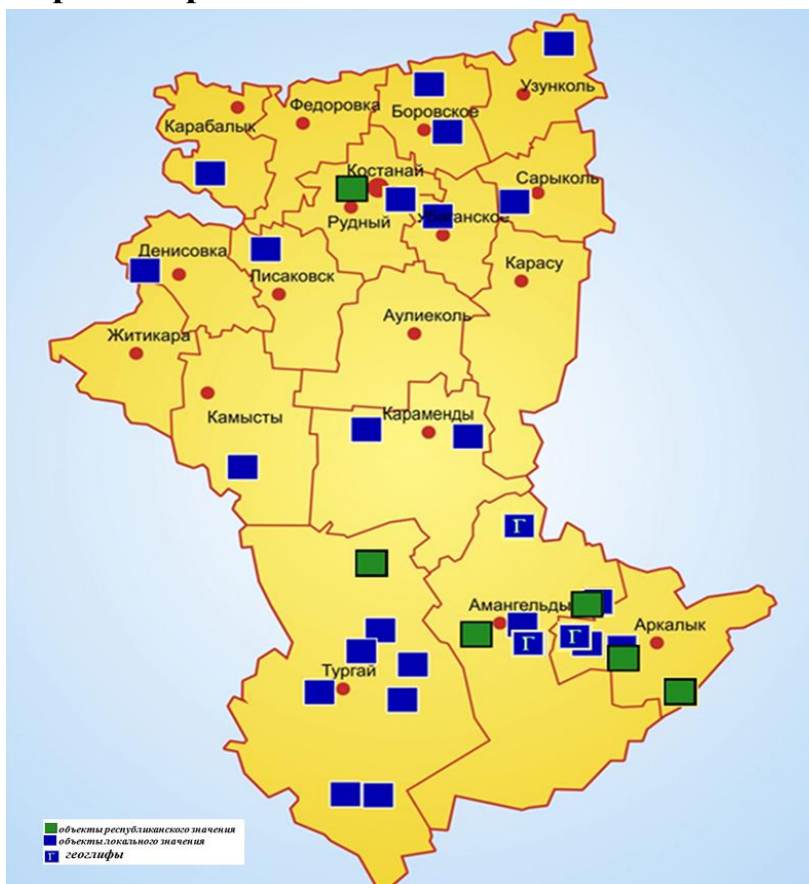 Узунколь
Федоровка
Боровское
Карабалык
Костанай
Сарыколь
Рудный
Убаганское
Денисовка
Карасу
Лисаковск
Аулиеколь
Житикара
Камысты
Караменды
Г
Амангельды
Г
Г
Аркалык
Тургай
объекты республиканского значения
объекты локального значения
Г геоглифы